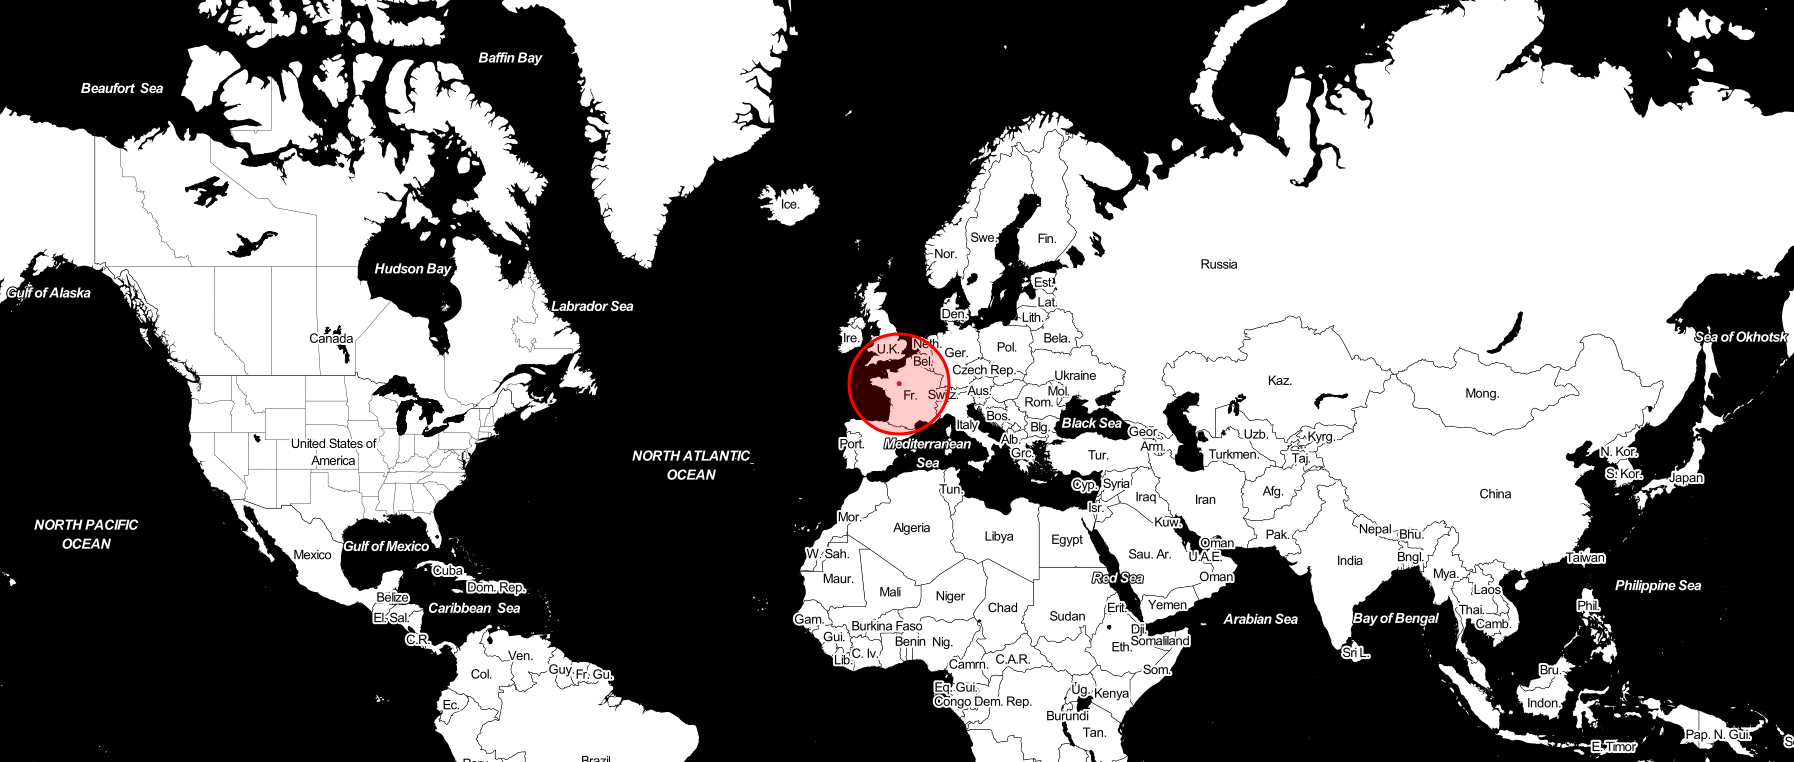 Baffin Bay
Beaufort Sea
Ice.
Swe.
Fin.
Nor.
Russia
Hudson Bay
Est.
Gulf of Alaska
Labrador Sea
Lat.
Den.
Lith.
Canada
Ire.
Bela.
Sea of Okhotsk
Neth.
U.K.
Pol.
Ger.
Bel.
Czech Rep.
Ukraine
Kaz.
Aus.
Mol.
Fr.
Switz.
Mong.
Rom.
Bos.
Black Sea
Italy
Blg.
Geor.
Uzb.
Kyrg.
United States of
America
Port.
Mediterranean
Sea
Alb.
Arm.
Grc.
Tur.
Turkmen.
Taj.
N. Kor.
NORTH ATLANTIC
OCEAN
S. Kor.
Japan
Cyp.
Syria
Tun.
Afg.
China
Iraq
Iran
Isr.
Mor.
Kuw.
NORTH PACIFIC
OCEAN
Algeria
Libya
Egypt
Pak.
Nepal
Bhu.
Gulf of Mexico
Oman
Mexico
W. Sah.
Sau. Ar.
U.A.E.
India
Bngl.
Taiwan
Cuba
Maur.
Red Sea
Oman
Mya.
Dom. Rep.
Philippine Sea
Mali
Niger
Laos
Belize
Caribbean Sea
Chad
Erit.
Yemen
Thai.
Phil.
El. Sal.
Gam.
Sudan
Arabian Sea
Bay of Bengal
Camb.
Burkina Faso
Dji.
C.R.
Gui.
Benin
Nig.
Somaliland
Eth.
C. Iv.
Sri L.
Ven.
Lib.
C.A.R.
Camrn.
Som.
Guy.
Fr. Gu.
Bru.
Col.
Eq. Gui.
Ug.
Kenya
Congo
Dem. Rep.
Ec.
Indon.
Burundi
Tan.
Pap. N. Gui.
E. Timor
Brazil